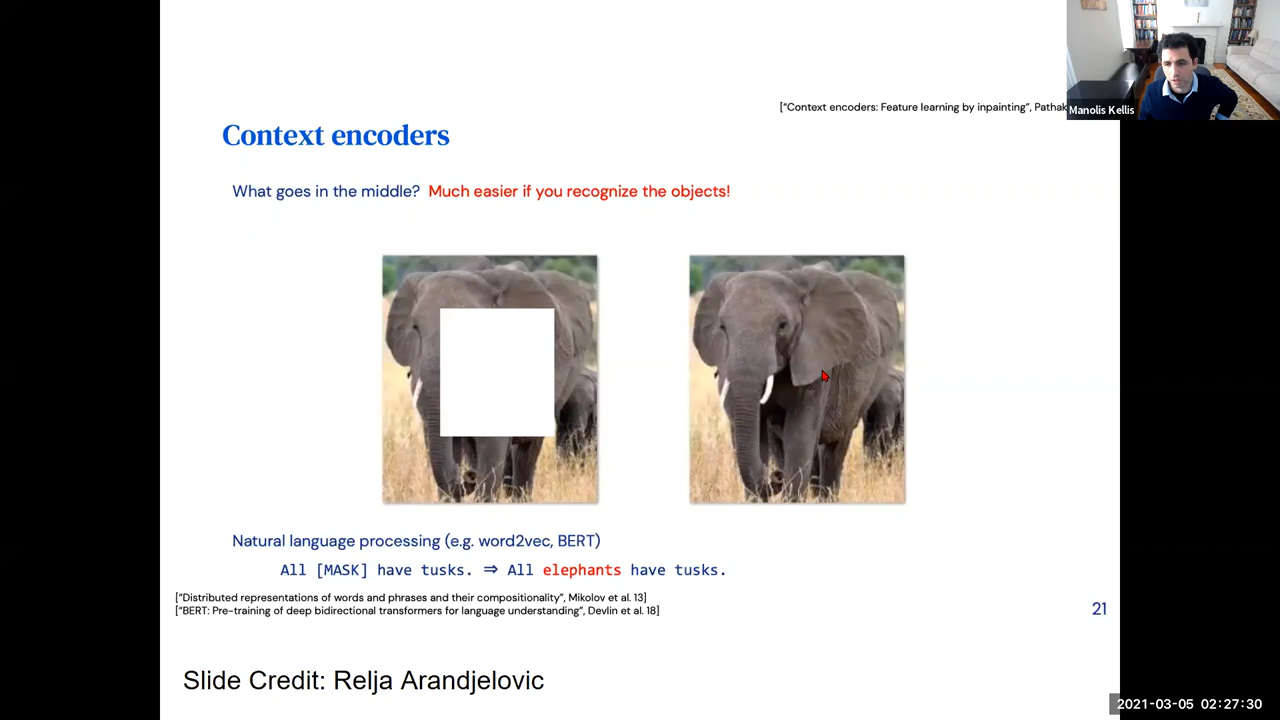 ["Context encoders: Feature learning by inpainting", Pathak
Manolis Kellis
Context encoders
What goes in the middle? Much easier if you recognize the objects!
Natural language processing (e.g. word2vec, BERT)
All [MASK] have tusks. ⇒ All elephants have tusks.
["Distributed representations of words and phrases and their compositionality", Mikolov et al. 13]
["BERT: Pre-training of deep bidirectional transformers for language understanding", Devlin et al. 18]
21
Slide Credit: Relja Arandjelovic
2021-03-05 02:27:30